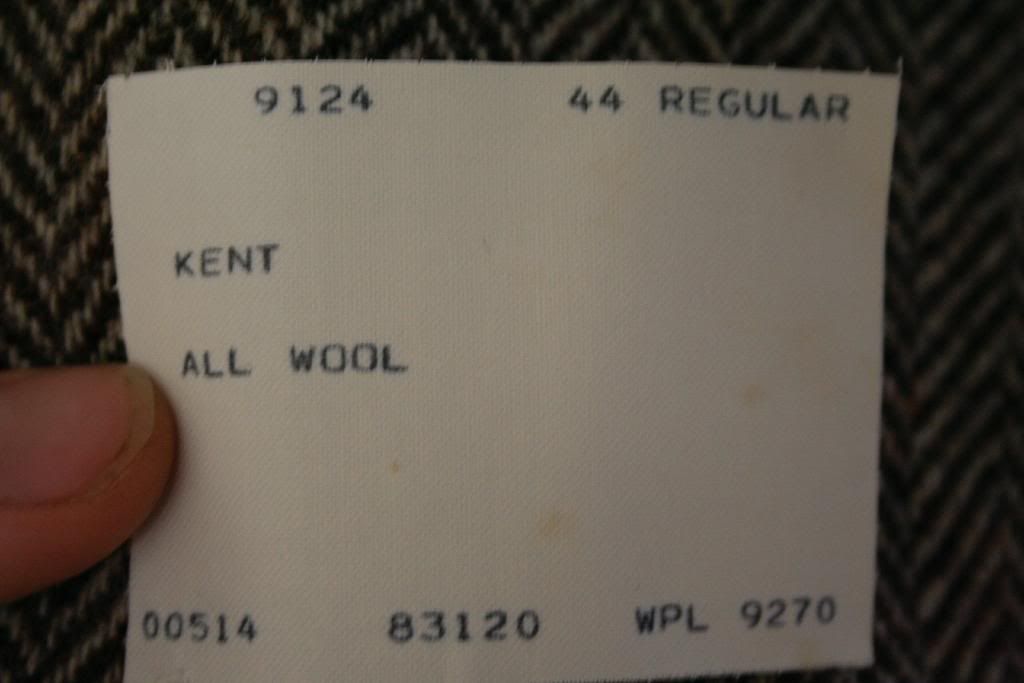 9124 44 REGULAR
KENT
ALL WOOL
00514 83120 WPL 9270